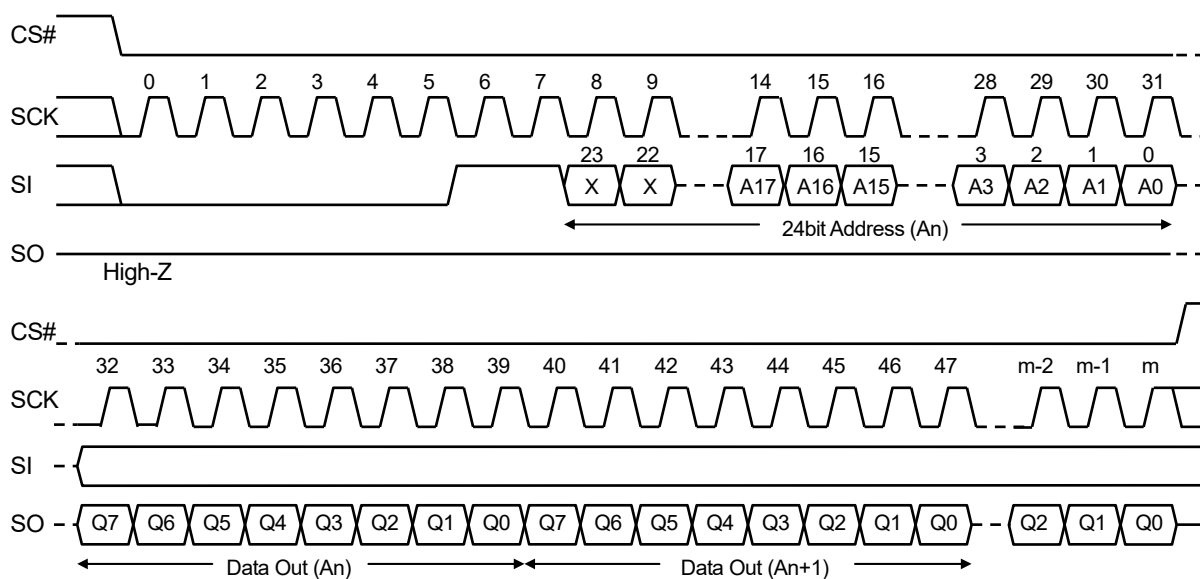 CS#
0 1 2 3 4 5 6 7 8 9 14 15 16 28 29 30 31
SCK
23 22 17 16 15 3 2 1 0
SI X X A17 A16 A15 A3 A2 A1 A0
24bit Address (An)
SO
High-Z
CS#
32 33 34 35 36 37 38 39 40 41 42 43 44 45 46 47 m-2 m-1 m
SCK
SI
SO Q7 Q6 Q5 Q4 Q3 Q2 Q1 Q0 Q7 Q6 Q5 Q4 Q3 Q2 Q1 Q0 Q2 Q1 Q0
Data Out (An) Data Out (An+1)